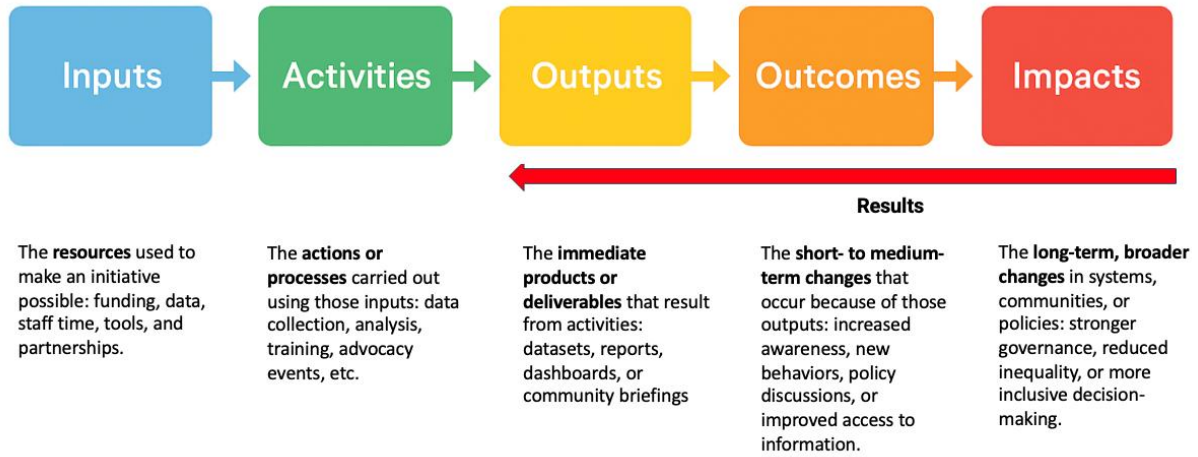 Inputs
Activities
Outputs
Outcomes
Impacts
Results
The resources used to
make an initiative
possible: funding, data,
staff time, tools, and
partnerships.
The actions or
processes carried out
using those inputs: data
collection, analysis,
training, advocacy
events, etc.
The immediate
products or
deliverables that result
from activities:
datasets, reports,
dashboards, or
community briefings
The short- to medium-
term changes that
occur because of those
outputs: increased
awareness, new
behaviors, policy
discussions, or
improved access to
information.
The long-term, broader
changes in systems,
communities, or
policies: stronger
governance, reduced
inequality, or more
inclusive decision-
making.